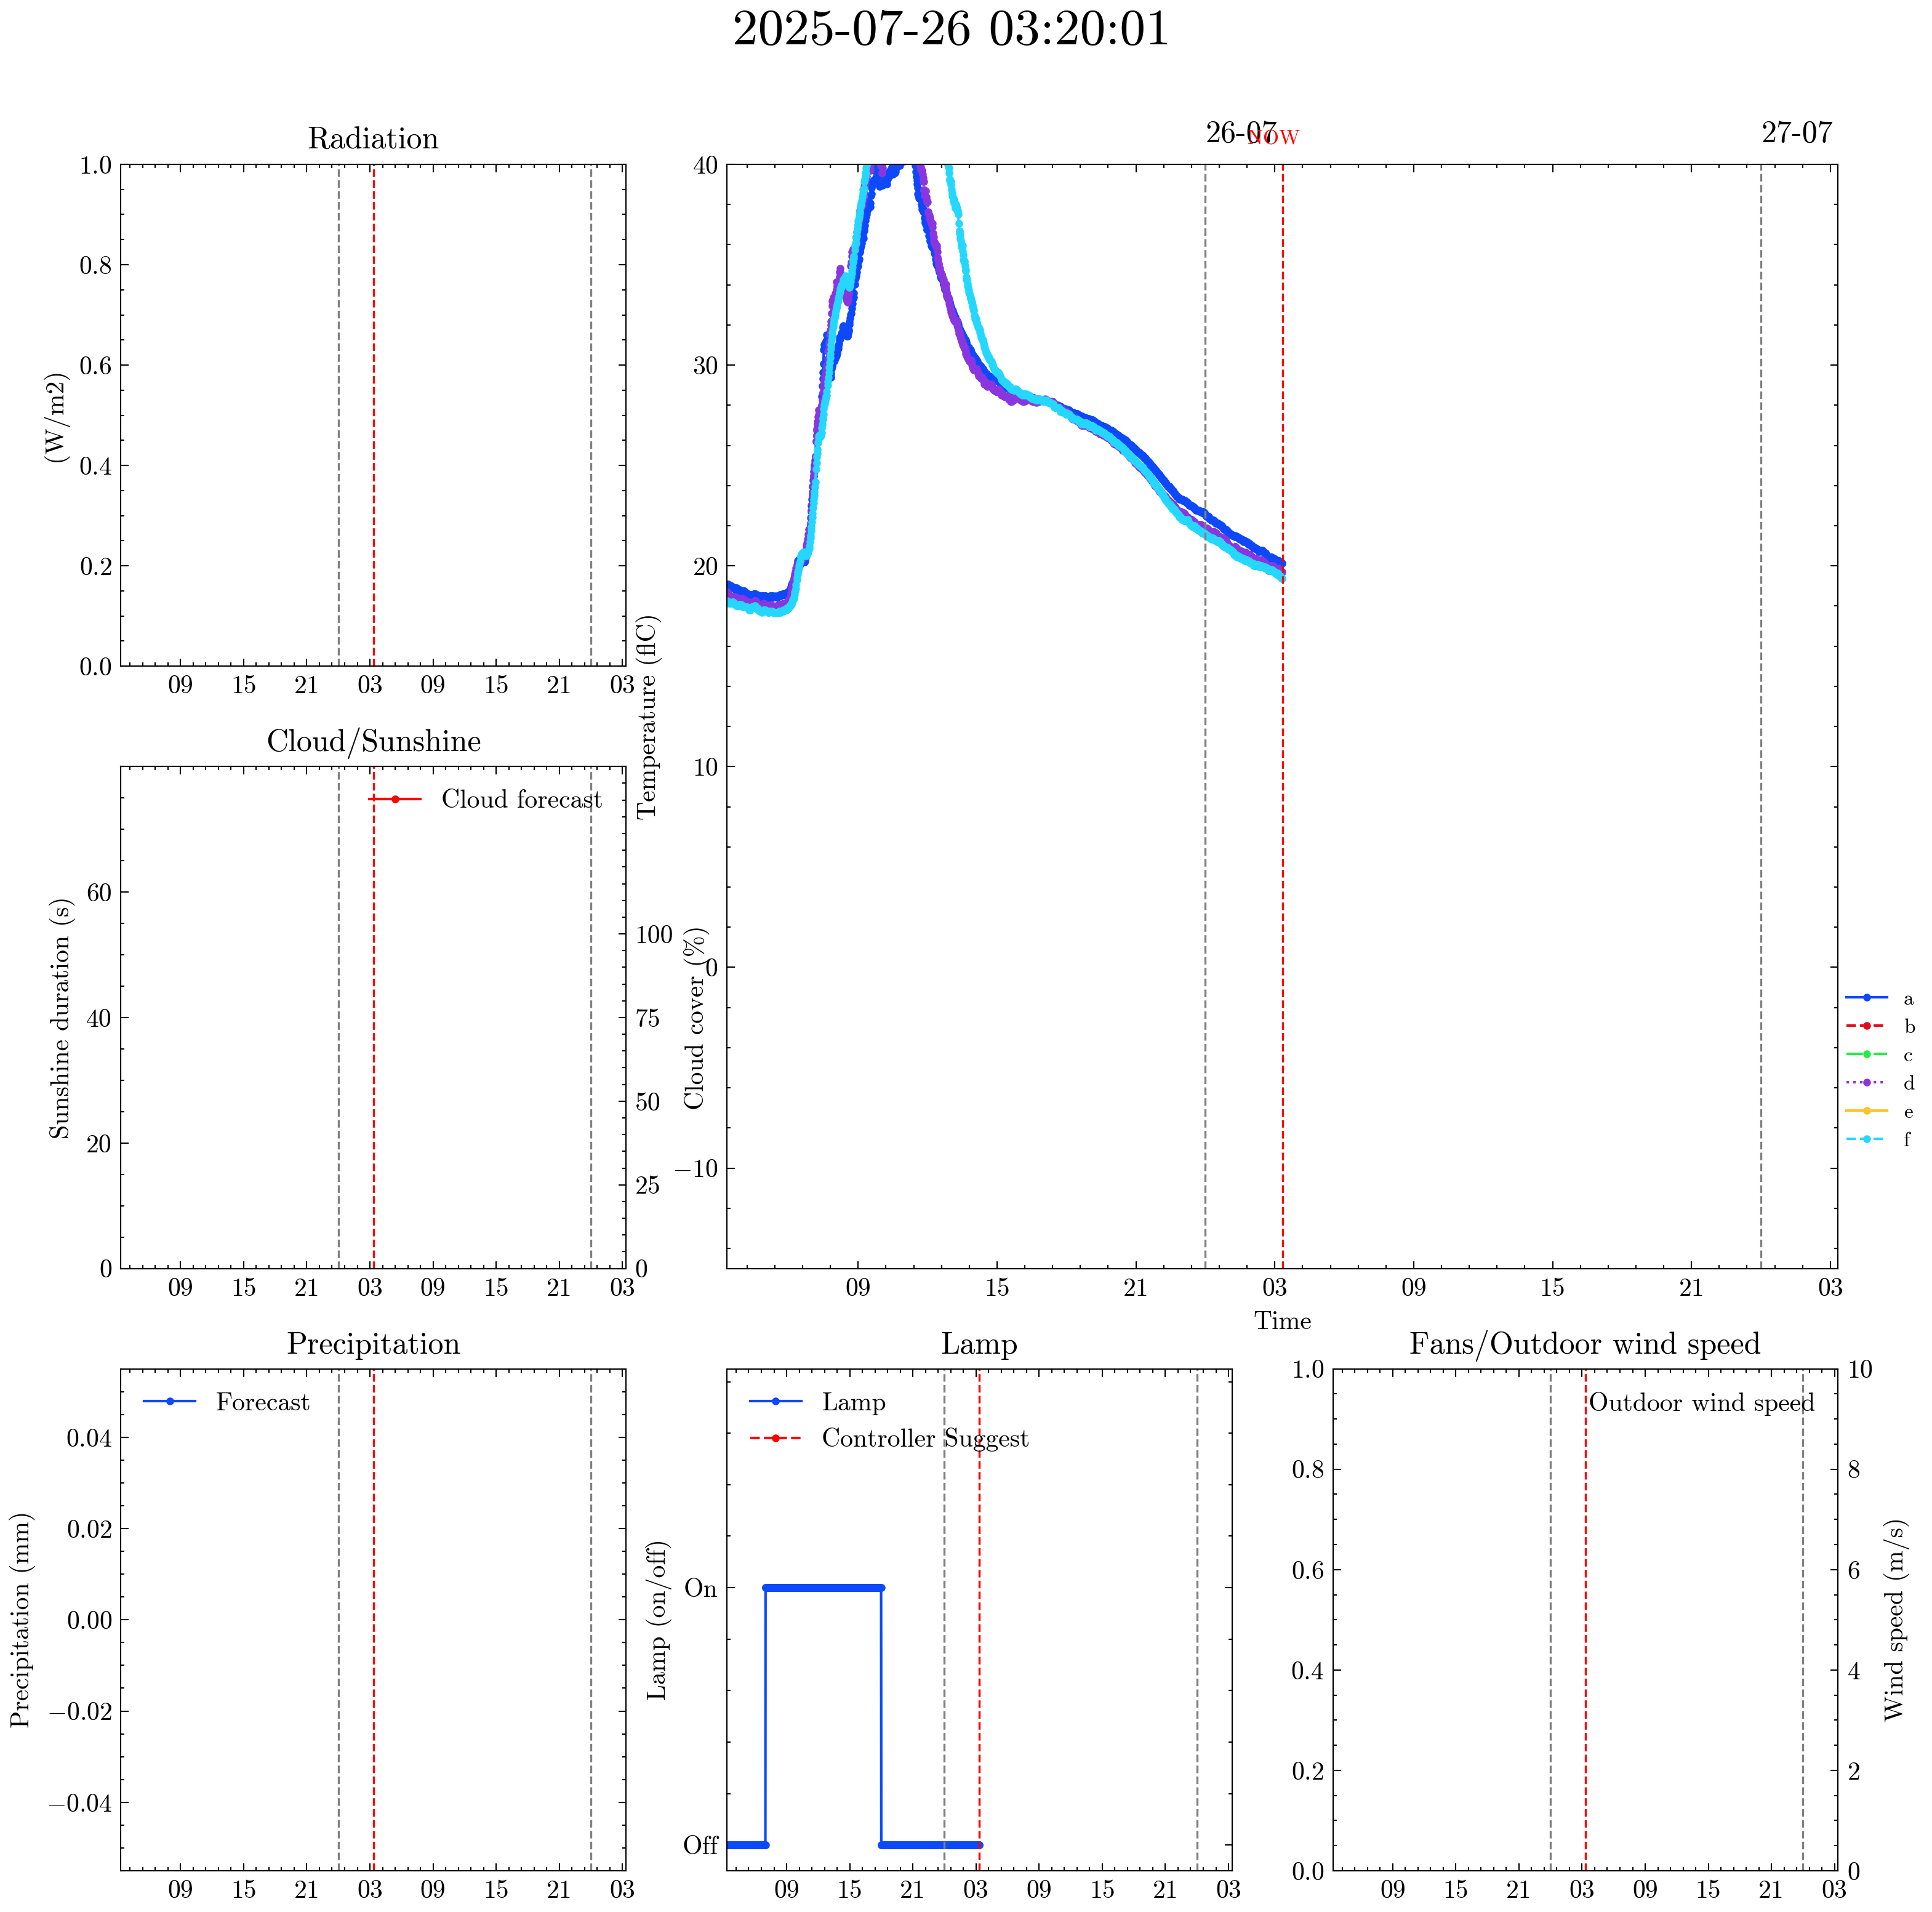 2025-07-26 03:20:01
Radiation
1.0
0.8
0.6
0.4
0.2
0.0
(W/m2)
09 15 21 03 09 15 21 03
26-07
NOW
27-07
40
30
20
10
0
−10
Temperature (flC)
09 15 21 03 09 15 21 03
Time
a
b
c
d
e
f
Cloud/Sunshine
Cloud forecast
60
40
20
0
Sunshine duration (s)
100
75
50
25
0
Cloud cover (%)
09 15 21 03 09 15 21 03
Precipitation
Forecast
0.04
0.02
0.00
−0.02
−0.04
Precipitation (mm)
09 15 21 03 09 15 21 03
Lamp
Lamp
Controller Suggest
On
Off
Lamp (on/off)
09 15 21 03 09 15 21 03
Fans/Outdoor wind speed
Outdoor wind speed
1.0
0.8
0.6
0.4
0.2
0.0
10
8
6
4
2
0
Wind speed (m/s)
09 15 21 03 09 15 21 03